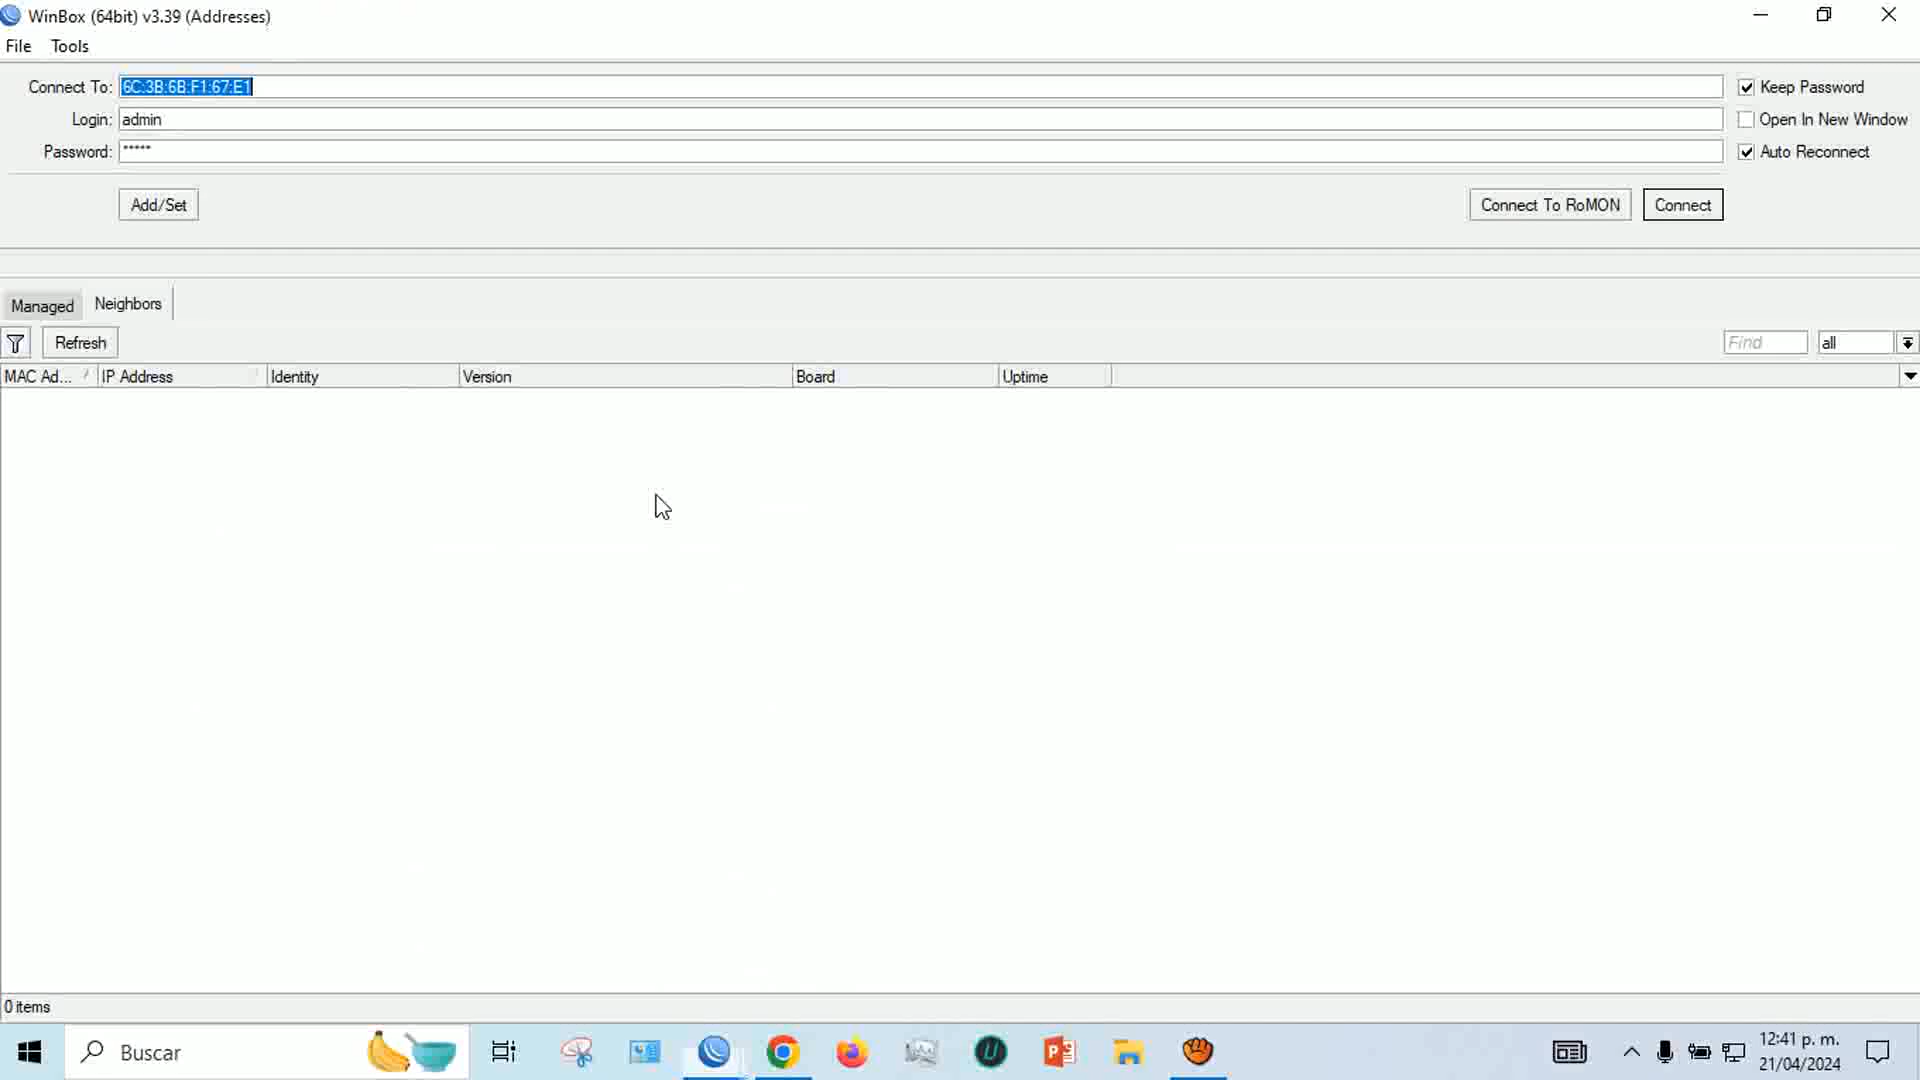 WinBox (64bit) v3.39 (Addresses)
File Tools
Connect To: 6C:3B:6B:F1:67:E1 Keep Password
Login: admin Open In New Window
Password: ***** Auto Reconnect
Add/Set Connect To RoMON Connect
Managed Neighbors
Refresh Find all
MAC Ad... IP Address Identity Version Board Uptime
0 items
Buscar
12:41 p. m.
21/04/2024